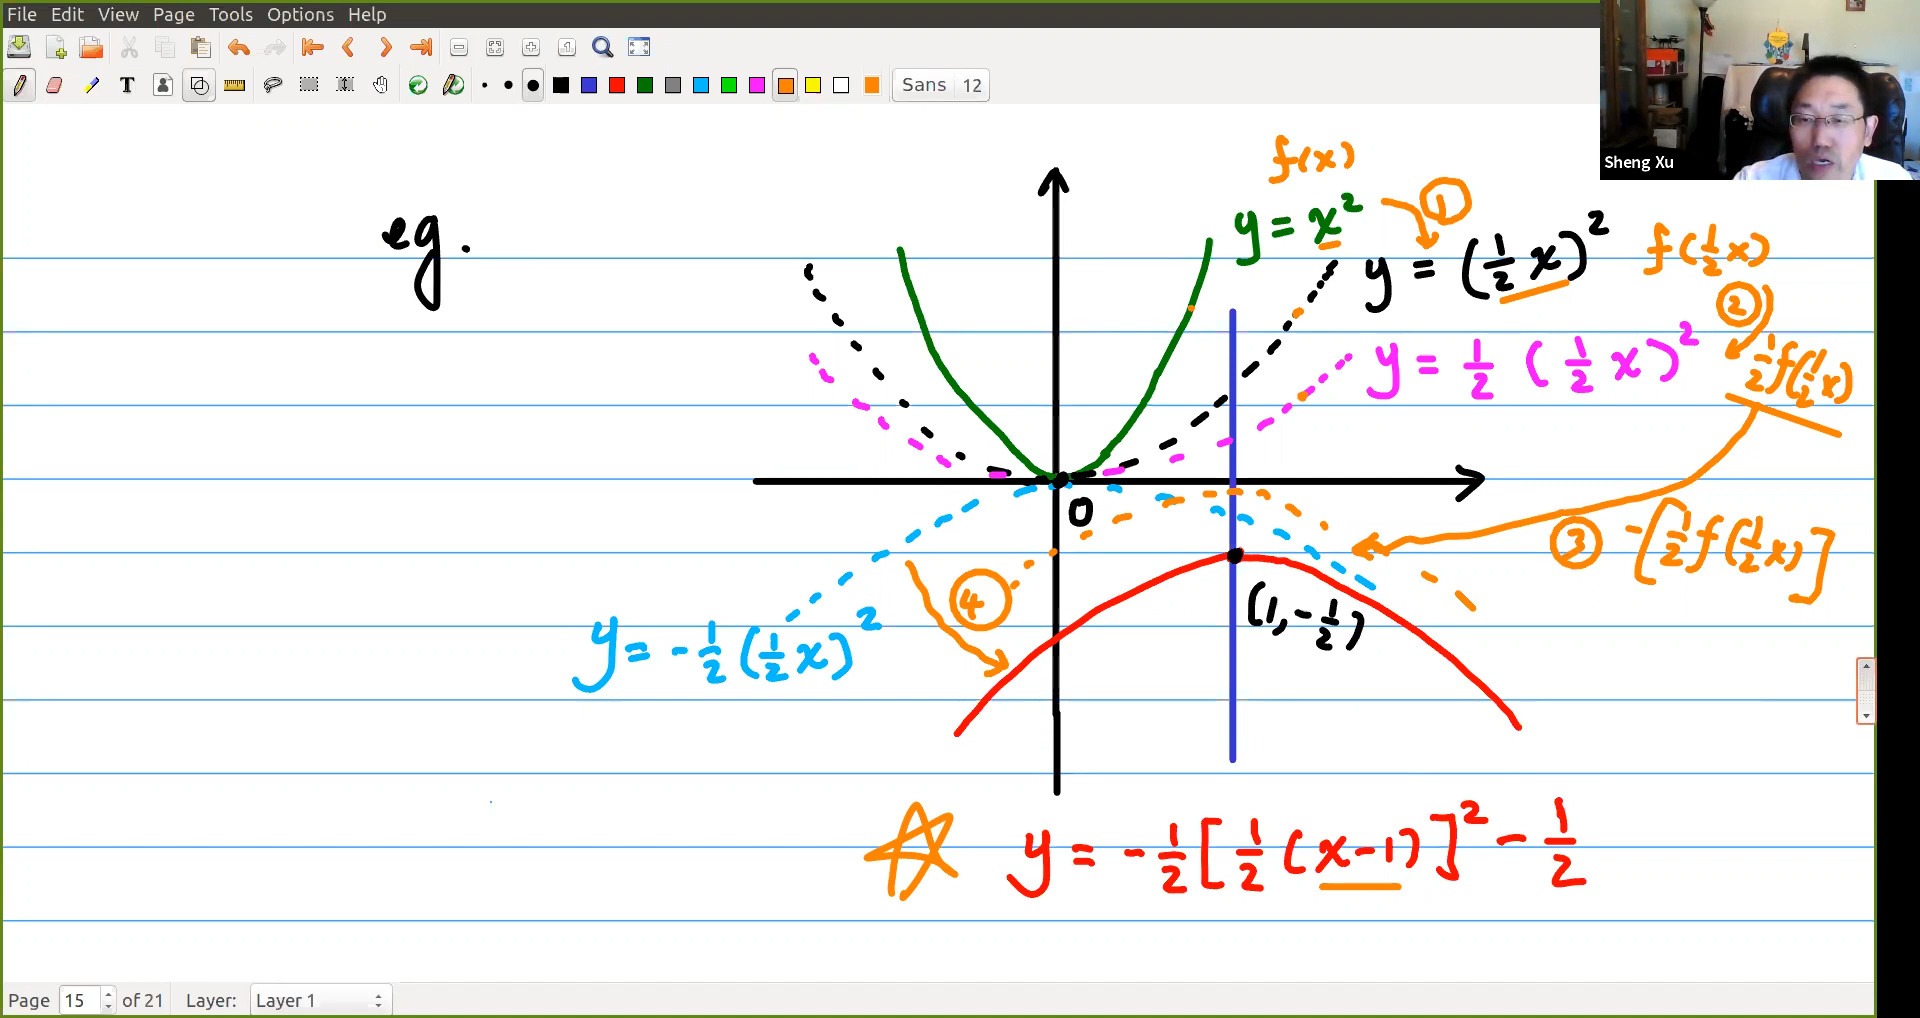 File Edit View Page Tools Options Help
Sans 12
Sheng Xu
eg.
f(x)
y = x²
①
y = (½x)²
f(½x)
②
y = ½(½x)²
½f(½x)
0
③ -[½f(½x)]
④
(1, -½)
y = -½(½x)²
y = -½[½(x-1)]² - ½
Page 15 of 21 Layer: Layer 1